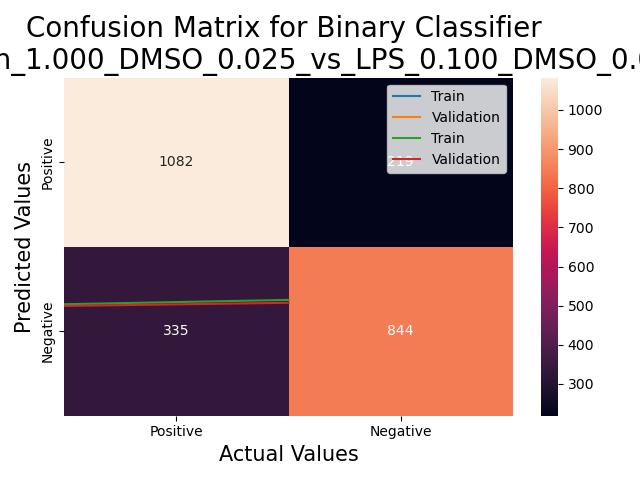 Confusion Matrix for Binary Classifier
_1.000_DMSO_0.025_vs_LPS_0.100_DMSO_0.0
Train
Validation
Train
Validation
1082
335
844
Positive
Negative
Predicted Values
Positive
Negative
Actual Values
1000
900
800
700
600
500
400
300